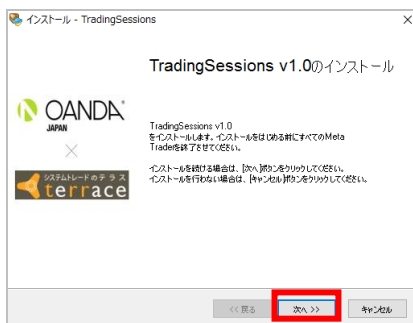 インストール - TradingSessions
TradingSessions v1.0のインストール
OANDA
JAPAN
システムトレードのテラス
terrace
TradingSessions v1.0
をインストールします。インストールをはじめる前にすべてのMeta
Traderを終了させてください。
インストールを続ける場合は、[次へ]ボタンをクリックしてください。
インストールを行わない場合は、[キャンセル]ボタンをクリックしてください。
<< 戻る
次へ >>
キャンセル